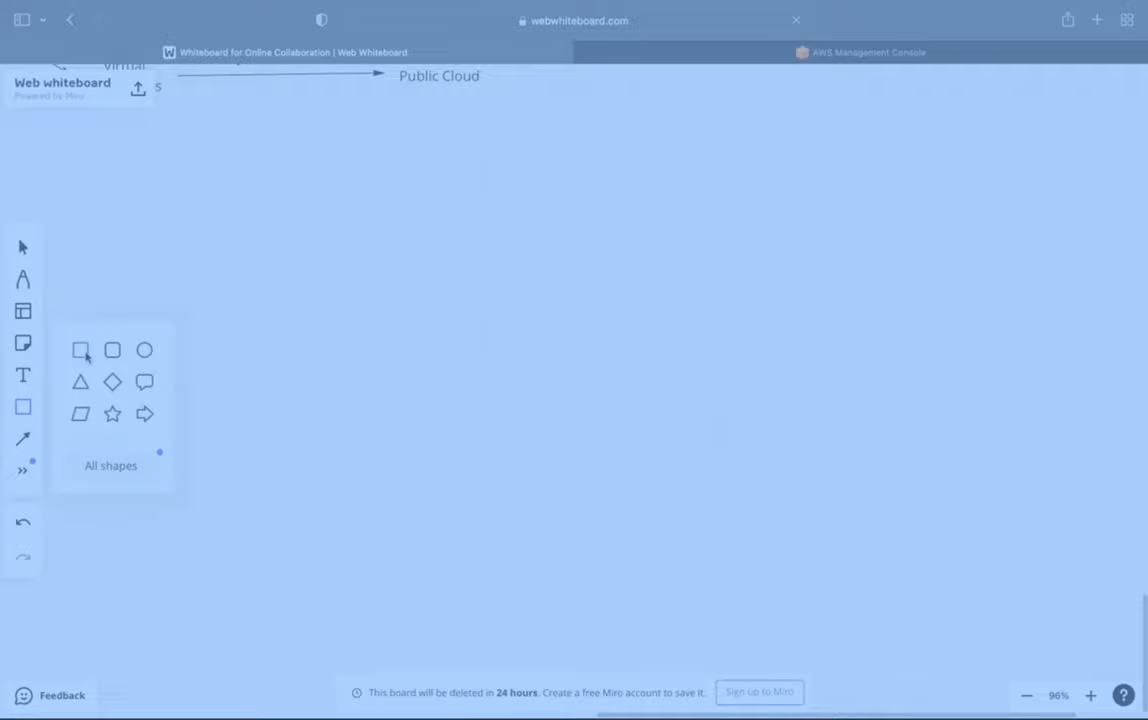 webwhiteboard.com
Whiteboard for Online Collaboration | Web Whiteboard
AWS Management Console
Virtual
Public Cloud
Web whiteboard
Powered by Miro
s
T
All shapes
Feedback
This board will be deleted in 24 hours. Create a free Miro account to save it.
Sign up to Miro
96%